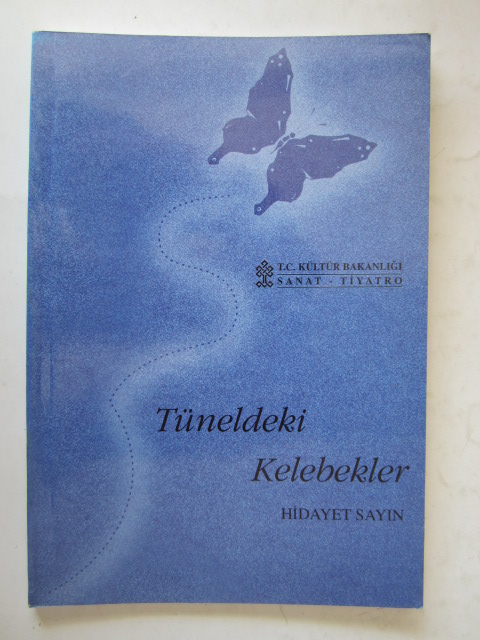 T.C. KÜLTÜR BAKANLIĞI
SANAT - TİYATRO
Tüneldeki
Kelebekler
HİDAYET SAYIN